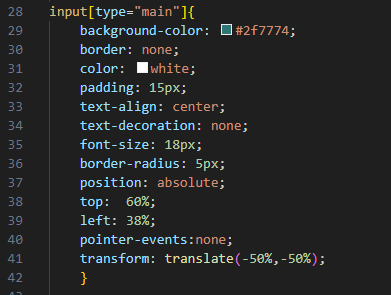 28 input[type="main"]{
29 background-color: #2f7774;
30 border: none;
31 color: white;
32 padding: 15px;
33 text-align: center;
34 text-decoration: none;
35 font-size: 18px;
36 border-radius: 5px;
37 position: absolute;
38 top:  60%;
39 left: 38%;
40 pointer-events:none;
41 transform: translate(-50%,-50%);
42 }